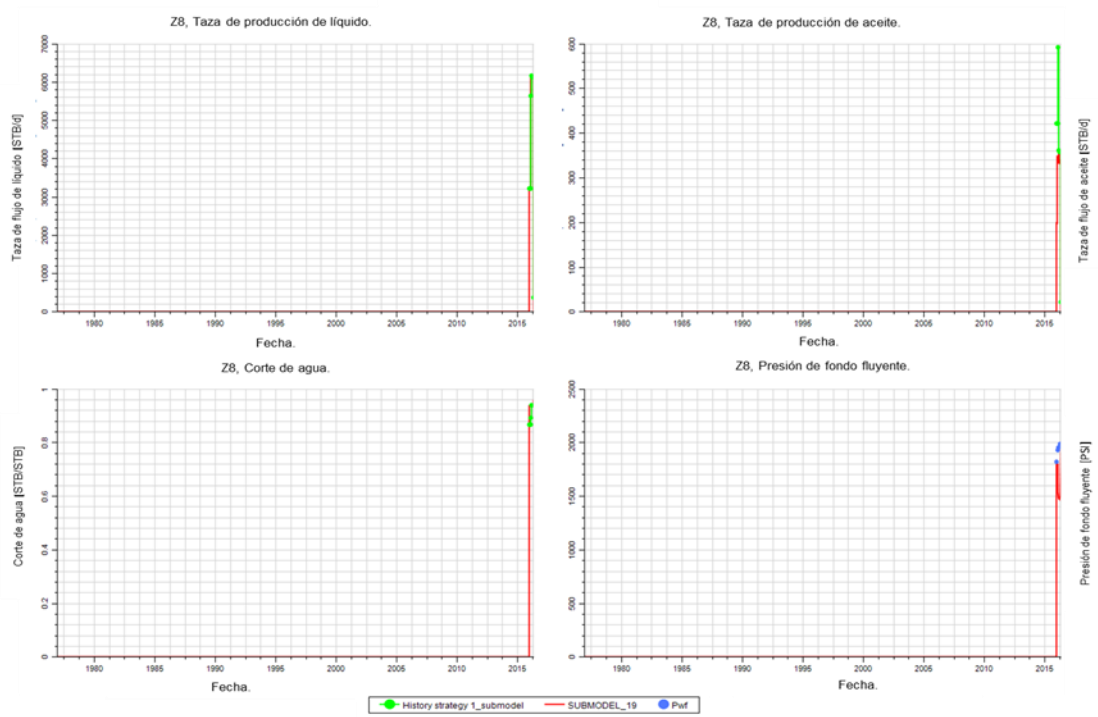 Z8, Taza de producción de líquido.
Taza de flujo de líquido [STB/d]
7000
6000
5000
4000
3000
2000
1000
0
1980 1985 1990 1995 2000 2005 2010 2015
Fecha.
Z8, Taza de producción de aceite.
600
500
400
300
200
100
0
1980 1985 1990 1995 2000 2005 2010 2015
Taza de flujo de aceite [STB/d]
Fecha.
Z8, Corte de agua.
Corte de agua [STB/STB]
1
0.8
0.6
0.4
0.2
0
1980 1985 1990 1995 2000 2005 2010 2015
Fecha.
Z8, Presión de fondo fluyente.
2500
2000
1500
1000
500
0
1980 1985 1990 1995 2000 2005 2010 2015
Presión de fondo fluyente [PSI]
Fecha.
History strategy 1_submodel SUBMODEL_19 Pwf